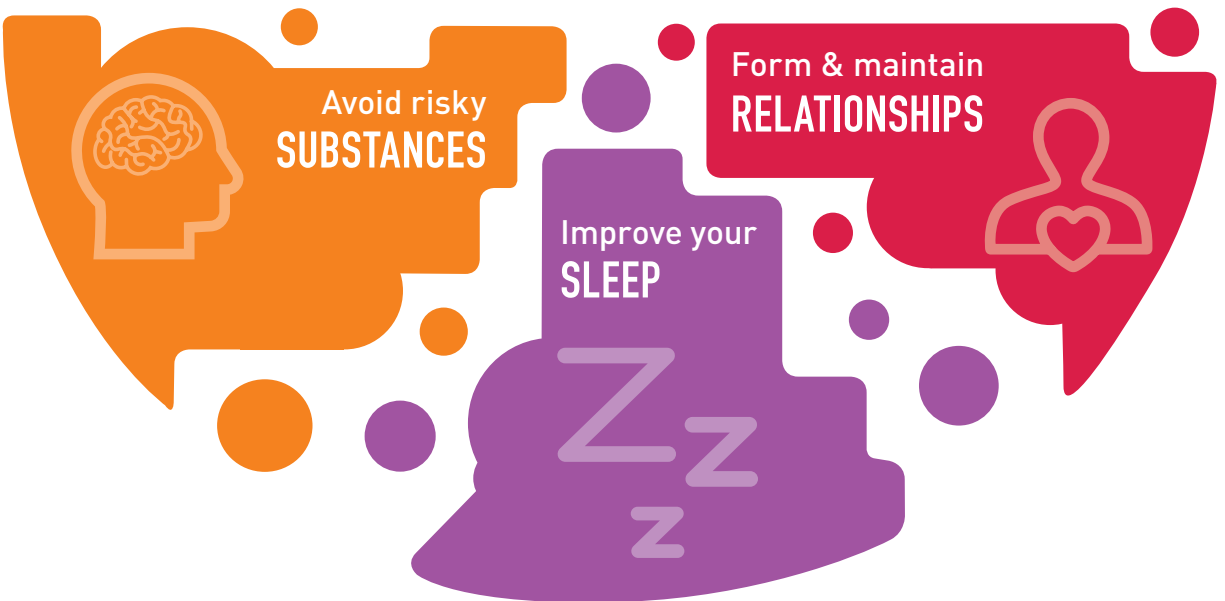 Avoid risky
SUBSTANCES
Form & maintain
RELATIONSHIPS
Improve your
SLEEP
Z
z
z